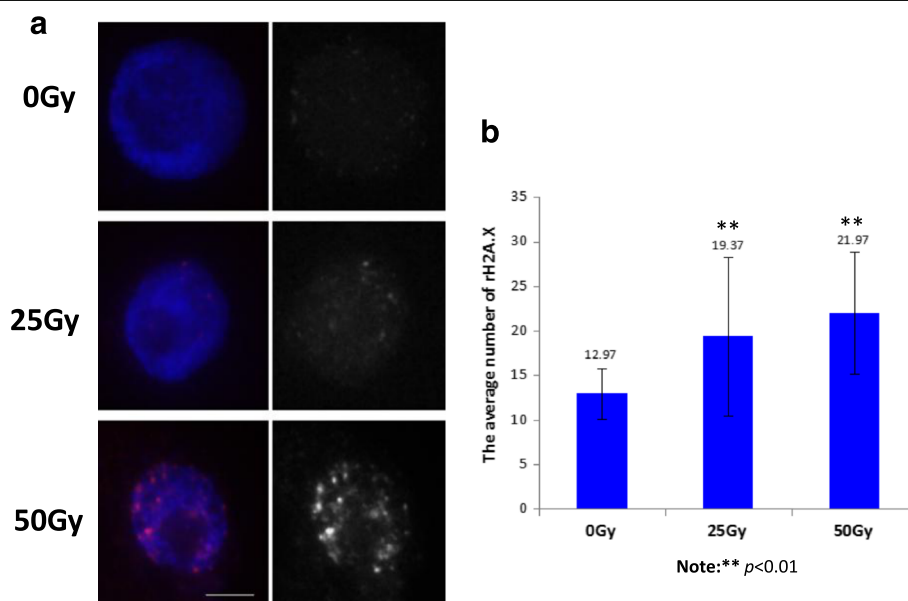 a
0Gy
25Gy
50Gy
b
The average number of rH2A.X
35
30
25
20
15
10
5
0
12.97
**
19.37
**
21.97
0Gy
25Gy
50Gy
Note:** p<0.01